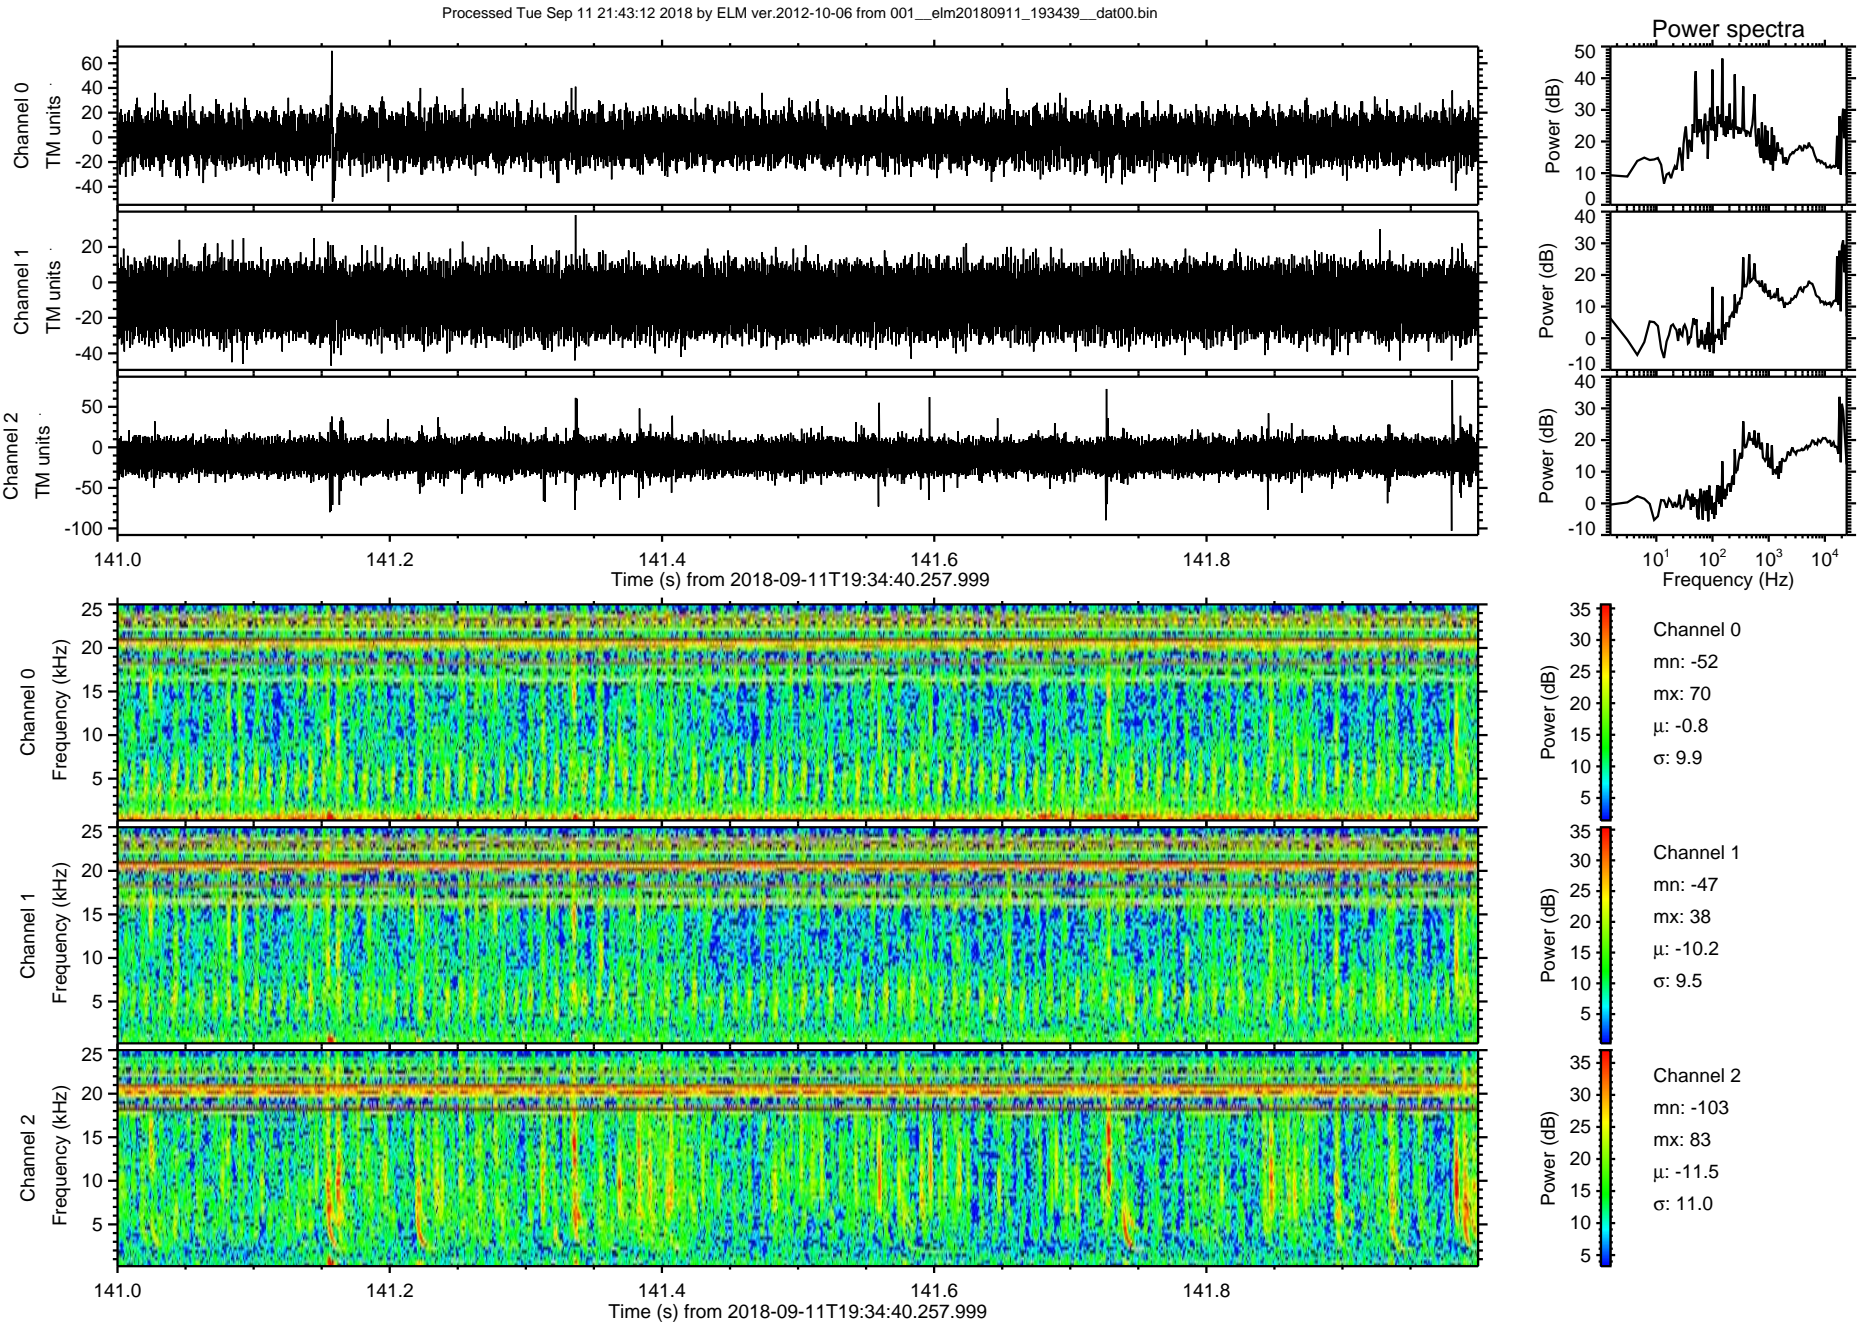 Processed Tue Sep 11 21:43:12 2018 by ELM ver.2012-10-06 from 001__elm20180911_193439__dat00.bin
Power spectra
Channel 0
TM units
60
40
20
0
-20
-40
Power (dB)
50
40
30
20
10
0
Channel 1
TM units
20
0
-20
-40
Power (dB)
40
30
20
10
0
-10
Channel 2
TM units
50
0
-50
-100
Power (dB)
40
30
20
10
0
-10
141.0
141.2
141.4
141.6
141.8
Time (s) from 2018-09-11T19:34:40.257.999
10^1
10^2
10^3
10^4
Frequency (Hz)
Channel 0
Frequency (kHz)
25
20
15
10
5
Power (dB)
35
30
25
20
15
10
5
Channel 0
mn: -52
mx: 70
μ: -0.8
σ: 9.9
Channel 1
Frequency (kHz)
25
20
15
10
5
Power (dB)
35
30
25
20
15
10
5
Channel 1
mn: -47
mx: 38
μ: -10.2
σ: 9.5
Channel 2
Frequency (kHz)
25
20
15
10
5
Power (dB)
35
30
25
20
15
10
5
Channel 2
mn: -103
mx: 83
μ: -11.5
σ: 11.0
141.0
141.2
141.4
141.6
141.8
Time (s) from 2018-09-11T19:34:40.257.999